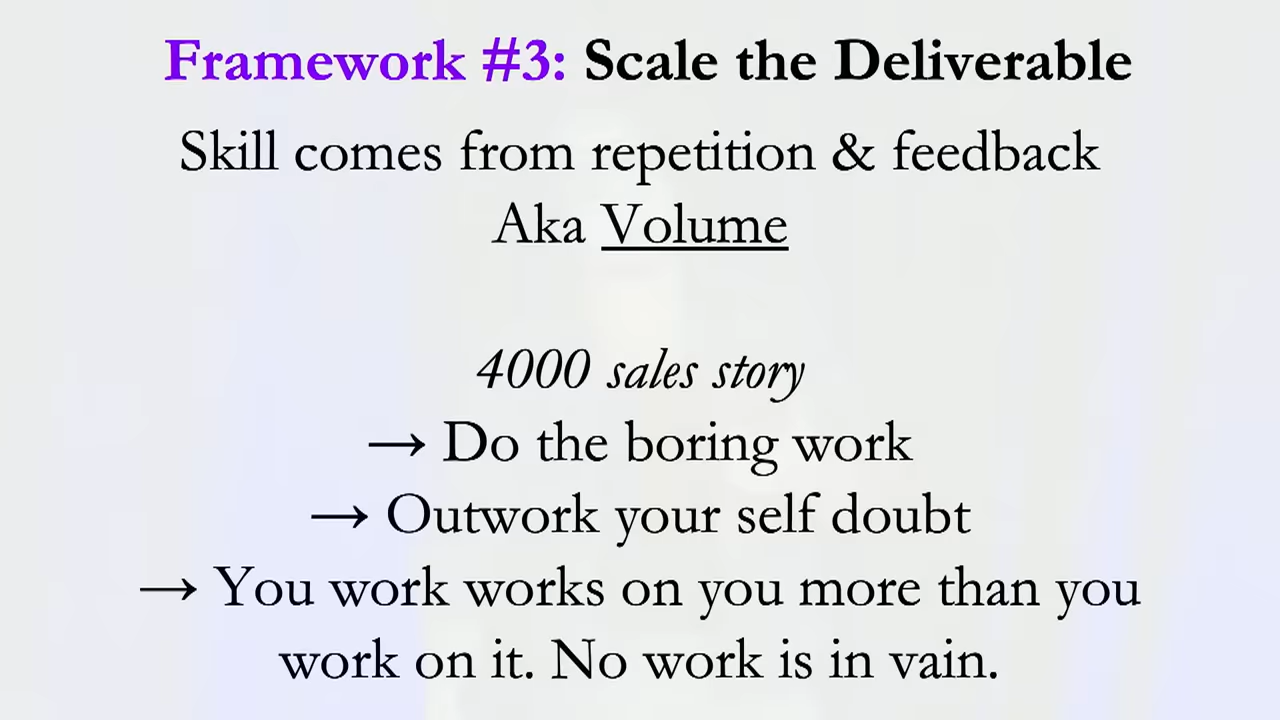 Framework #3: Scale the Deliverable
Skill comes from repetition & feedback
Aka Volume
4000 sales story
→ Do the boring work
→ Outwork your self doubt
→ You work works on you more than you
work on it. No work is in vain.